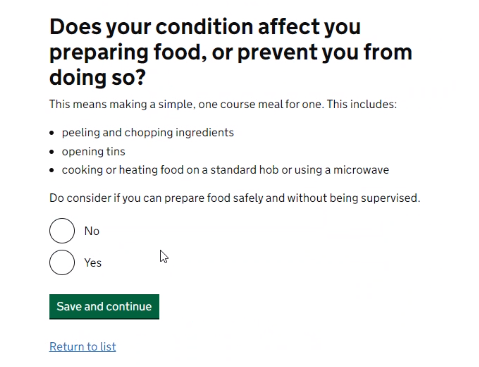 Does your condition affect you
preparing food, or prevent you from
doing so?
This means making a simple, one course meal for one. This includes:
• peeling and chopping ingredients
• opening tins
• cooking or heating food on a standard hob or using a microwave
Do consider if you can prepare food safely and without being supervised.
No
Yes
Save and continue
Return to list